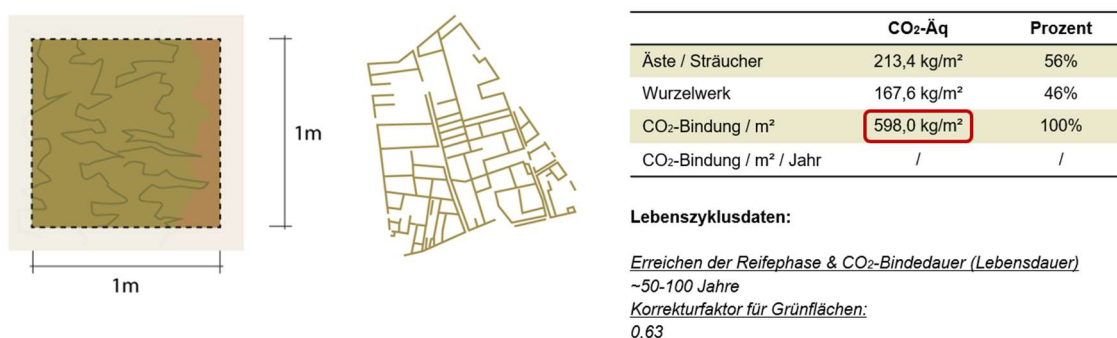 1m
1m
CO₂-Äq Prozent
Äste / Sträucher 213,4 kg/m² 56%
Wurzelwerk 167,6 kg/m² 46%
CO₂-Bindung / m² 598,0 kg/m² 100%
CO₂-Bindung / m² / Jahr / /
Lebenszyklusdaten:
Erreichen der Reifephase & CO₂-Bindedauer (Lebensdauer)
~50-100 Jahre
Korrekturfaktor für Grünflächen:
0,63